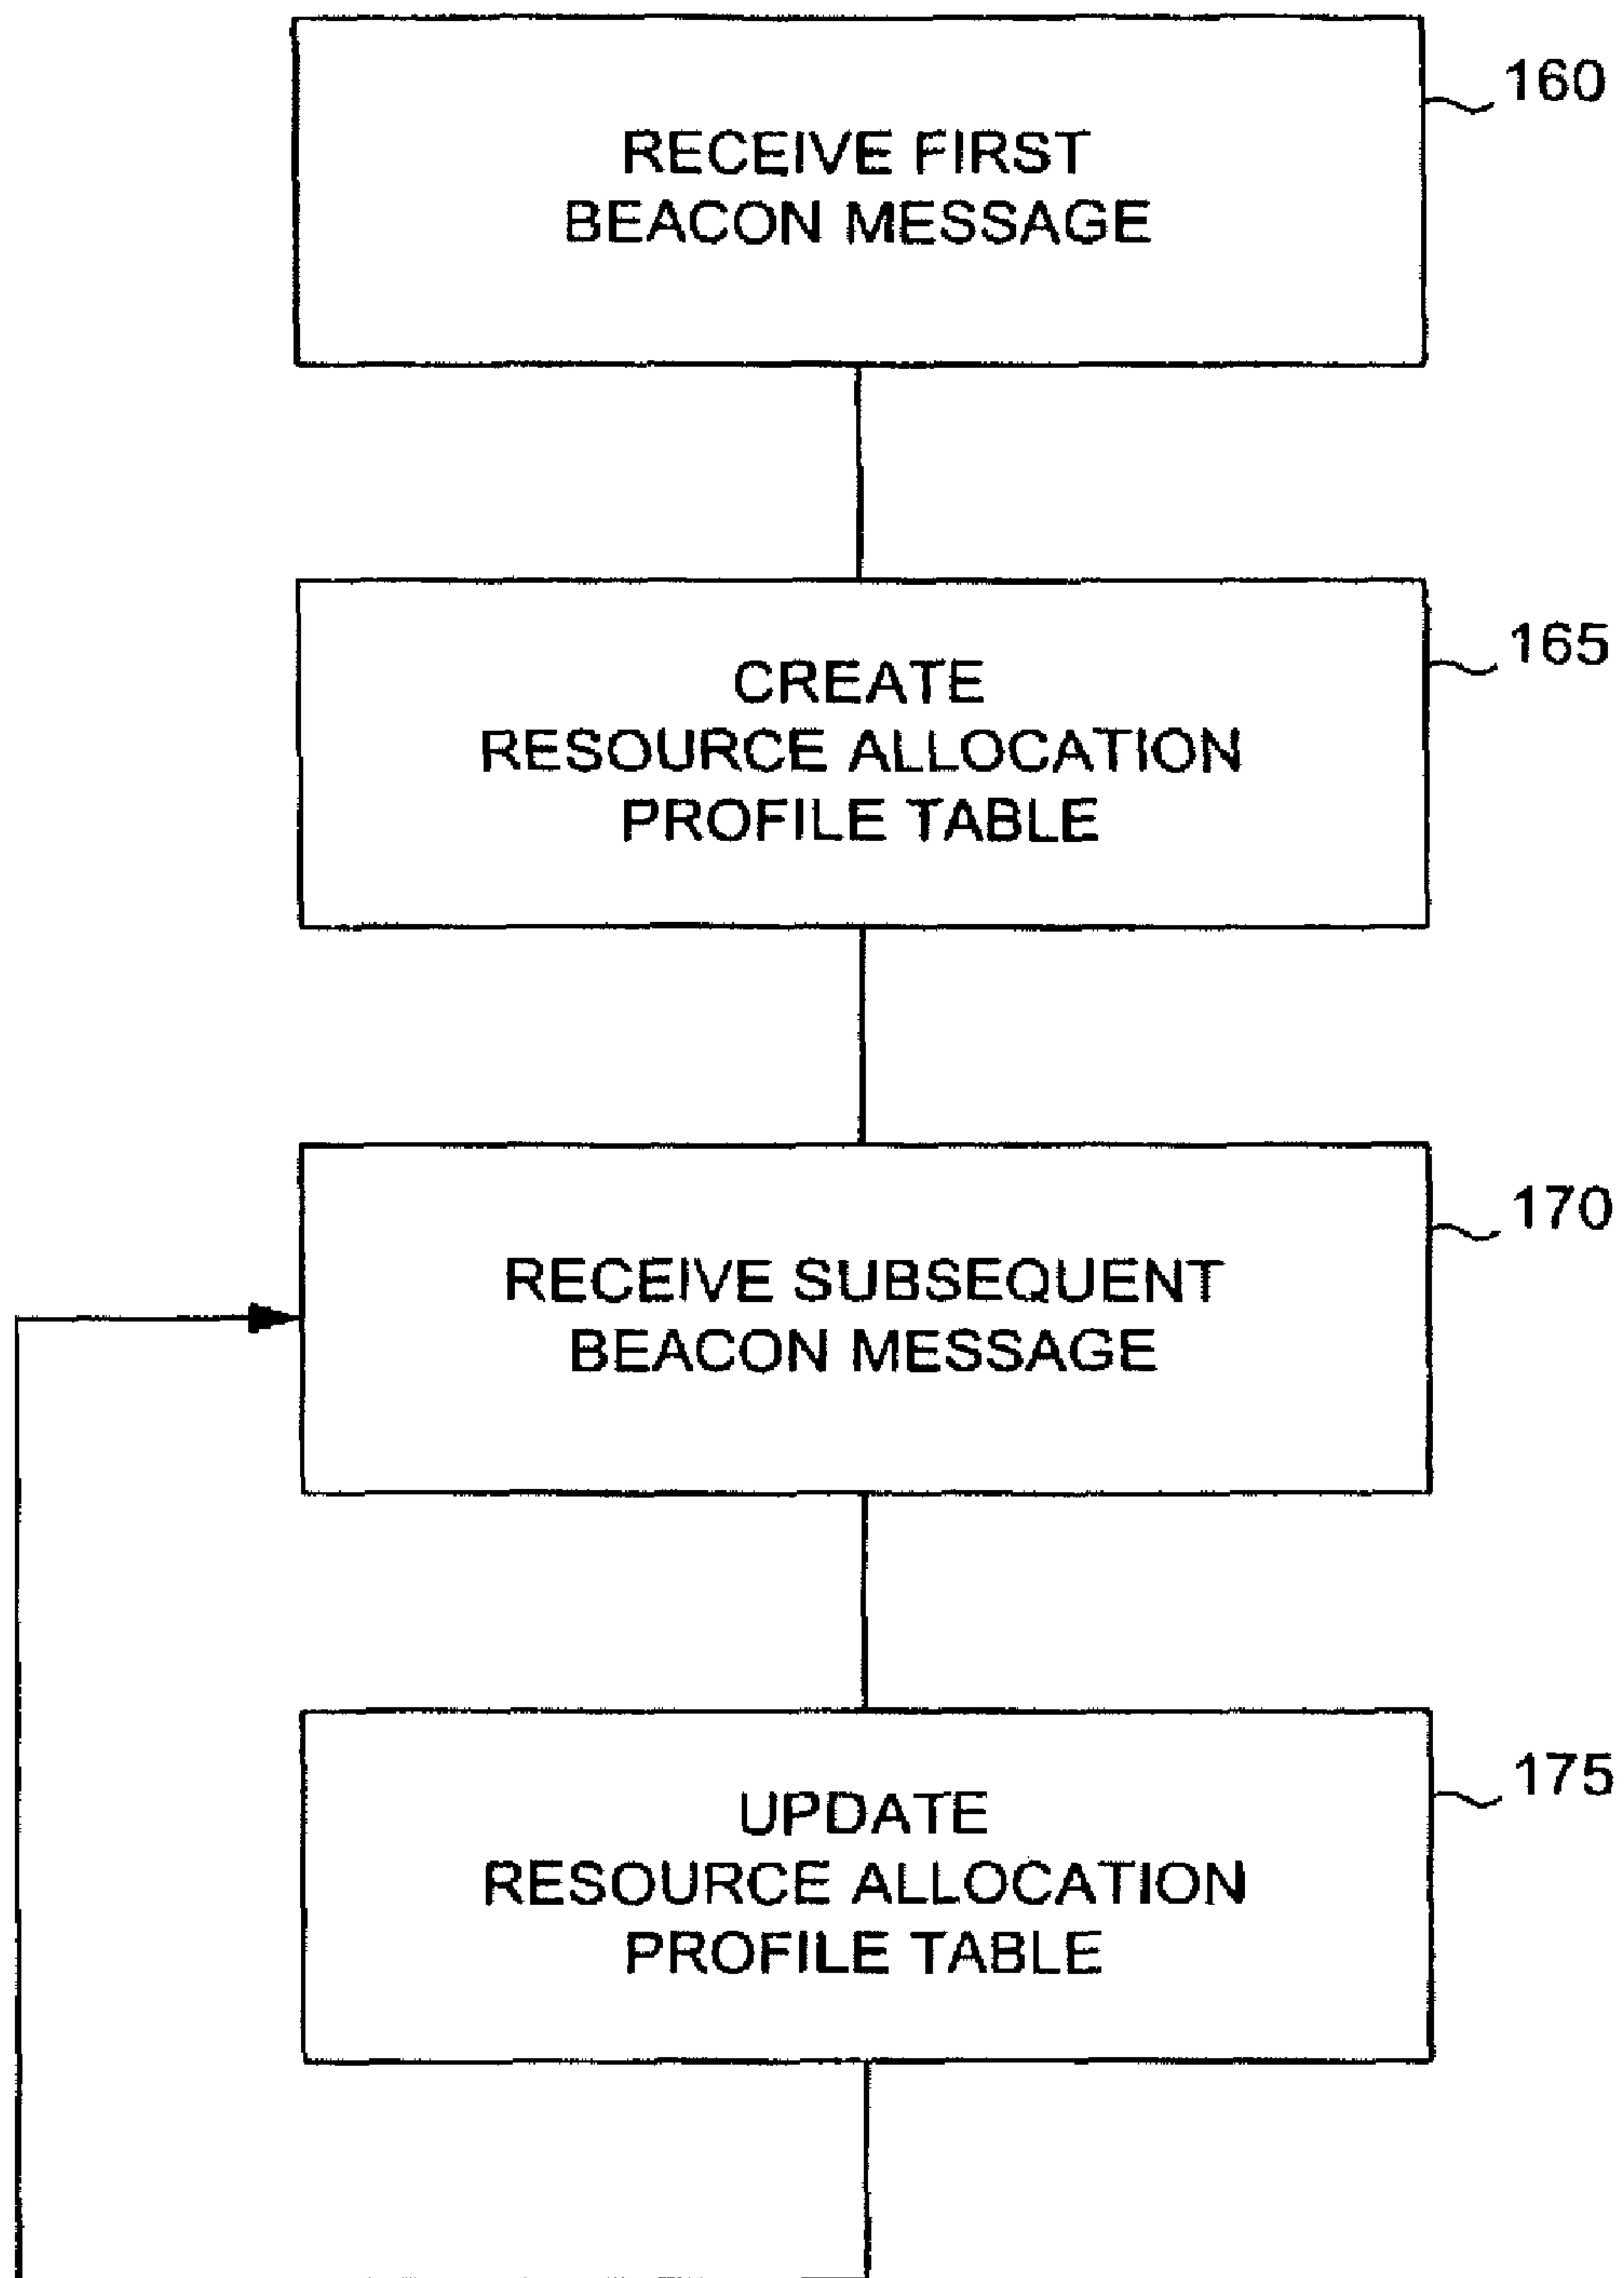 160
RECEIVE FIRST
BEACON MESSAGE
165
CREATE
RESOURCE ALLOCATION
PROFILE TABLE
170
RECEIVE SUBSEQUENT
BEACON MESSAGE
175
UPDATE
RESOURCE ALLOCATION
PROFILE TABLE